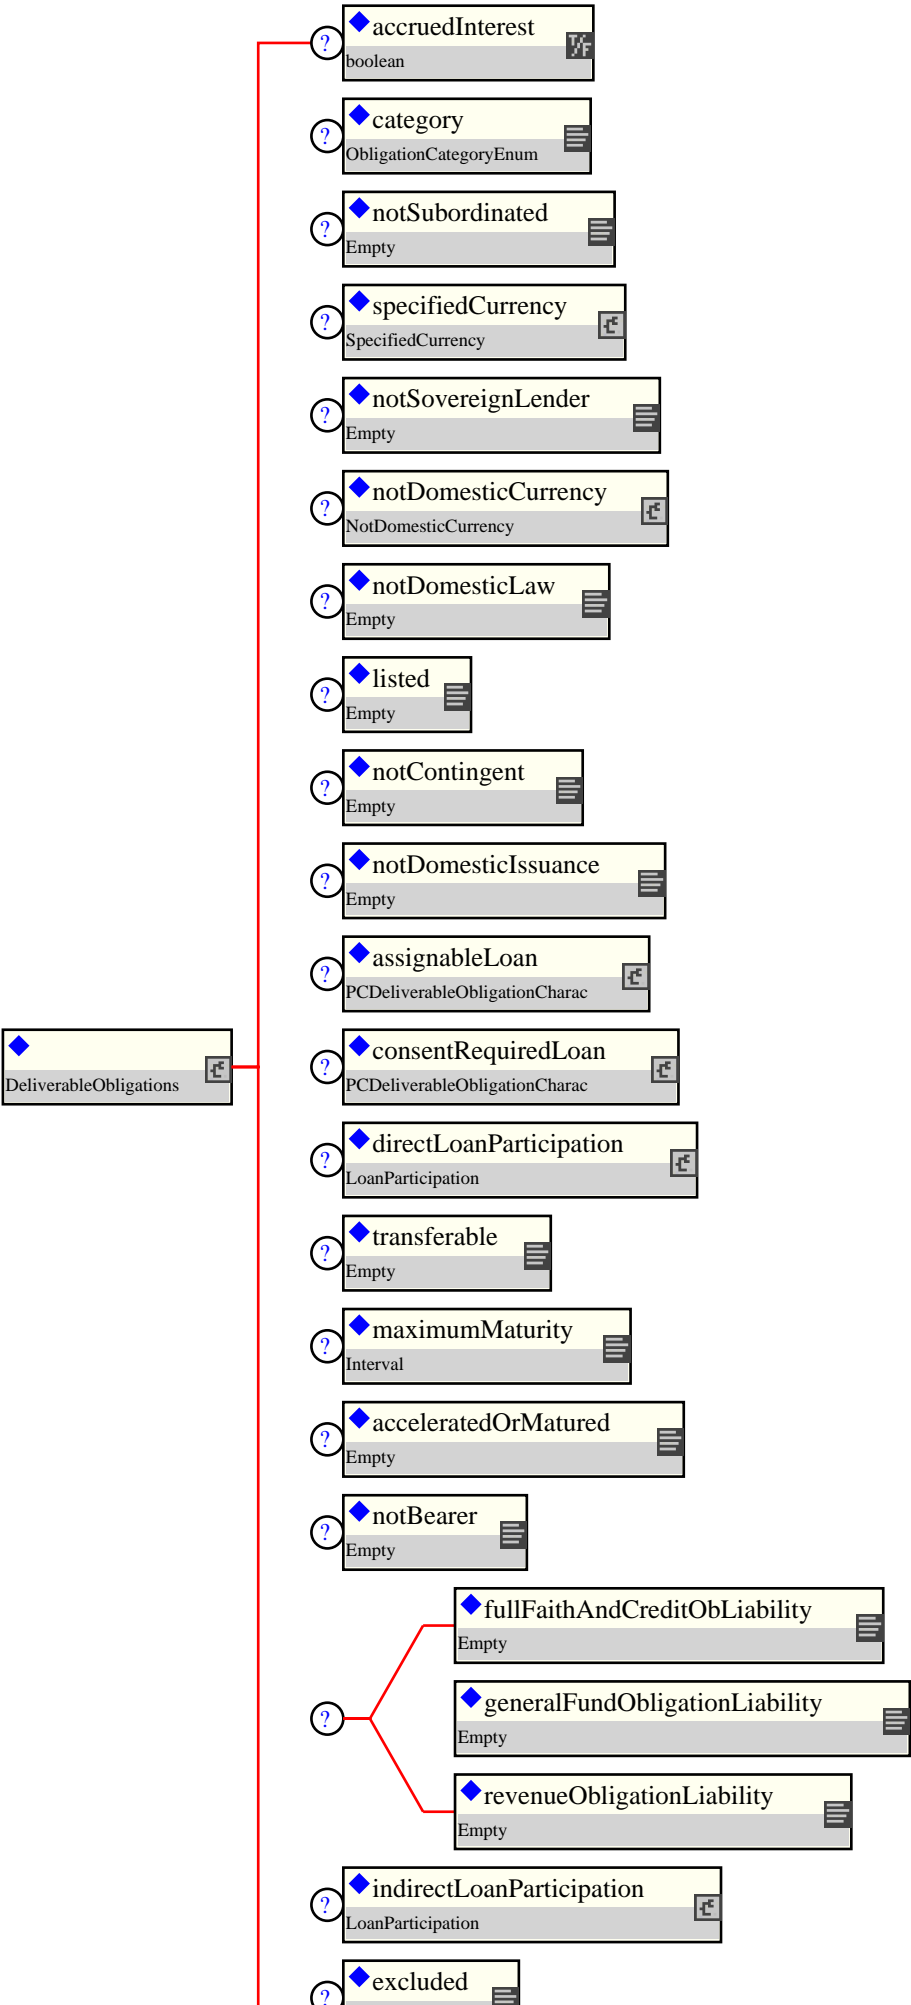 accruedInterest
T/F
boolean
?
category
ObligationCategoryEnum
?
notSubordinated
Empty
?
specifiedCurrency
SpecifiedCurrency
?
notSovereignLender
Empty
?
notDomesticCurrency
NotDomesticCurrency
?
notDomesticLaw
Empty
?
listed
Empty
?
notContingent
Empty
?
notDomesticIssuance
Empty
?
assignableLoan
PCDeliverableObligationCharac
?
DeliverableObligations
consentRequiredLoan
PCDeliverableObligationCharac
?
directLoanParticipation
LoanParticipation
?
transferable
Empty
?
maximumMaturity
Interval
?
acceleratedOrMatured
Empty
?
notBearer
Empty
?
fullFaithAndCreditObLiability
Empty
generalFundObligationLiability
Empty
?
revenueObligationLiability
Empty
indirectLoanParticipation
LoanParticipation
?
excluded
?